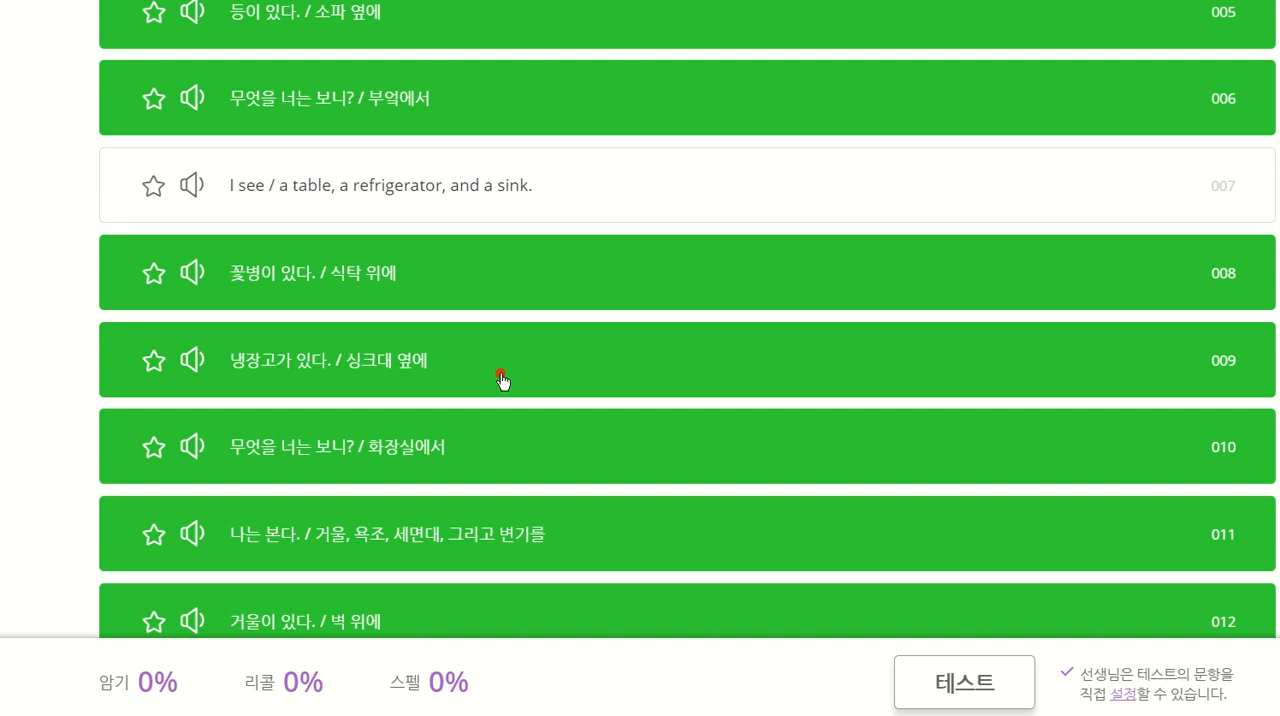 등이 있다. / 소파 옆에 005
무엇을 너는 보니? / 부엌에서 006
I see / a table, a refrigerator, and a sink. 007
꽃병이 있다. / 식탁 위에 008
냉장고가 있다. / 싱크대 옆에 009
무엇을 너는 보니? / 화장실에서 010
나는 본다. / 거울, 욕조, 세면대, 그리고 변기를 011
거울이 있다. / 벽 위에 012
암기 0% 리콜 0% 스펠 0% 테스트 선생님은 테스트의 문항을
직접 설정할 수 있습니다.